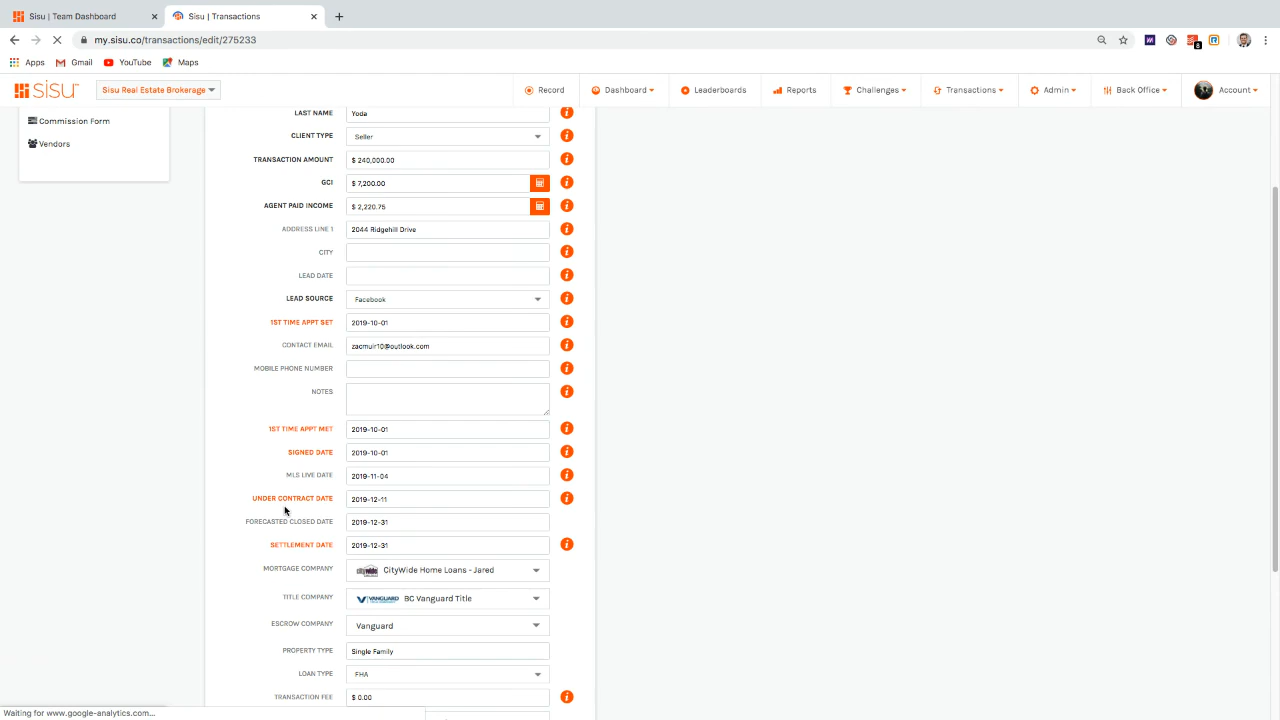 Sisu | Team Dashboard
Sisu | Transactions
my.sisu.co/transactions/edit/275233
8
Apps
Gmail
YouTube
Maps
sisu
Sisu Real Estate Brokerage
Record
Dashboard
Leaderboards
Reports
Challenges
Transactions
Admin
Back Office
Account
Commission Form
Vendors
LAST NAME Yoda
CLIENT TYPE Seller
TRANSACTION AMOUNT $ 240,000.00
GCI $ 7,200.00
AGENT PAID INCOME $ 2,220.75
ADDRESS LINE 1 2044 Ridgehill Drive
CITY
LEAD DATE
LEAD SOURCE Facebook
1ST TIME APPT SET 2019-10-01
CONTACT EMAIL zacmuir10@outlook.com
MOBILE PHONE NUMBER
NOTES
1ST TIME APPT MET 2019-10-01
SIGNED DATE 2019-10-01
MLS LIVE DATE 2019-11-04
UNDER CONTRACT DATE 2019-12-11
FORECASTED CLOSED DATE 2019-12-31
SETTLEMENT DATE 2019-12-31
MORTGAGE COMPANY citywide CityWide Home Loans - Jared
TITLE COMPANY VANGUARD BC Vanguard Title
ESCROW COMPANY Vanguard
PROPERTY TYPE Single Family
LOAN TYPE FHA
TRANSACTION FEE $ 0.00
Waiting for www.google-analytics.com...